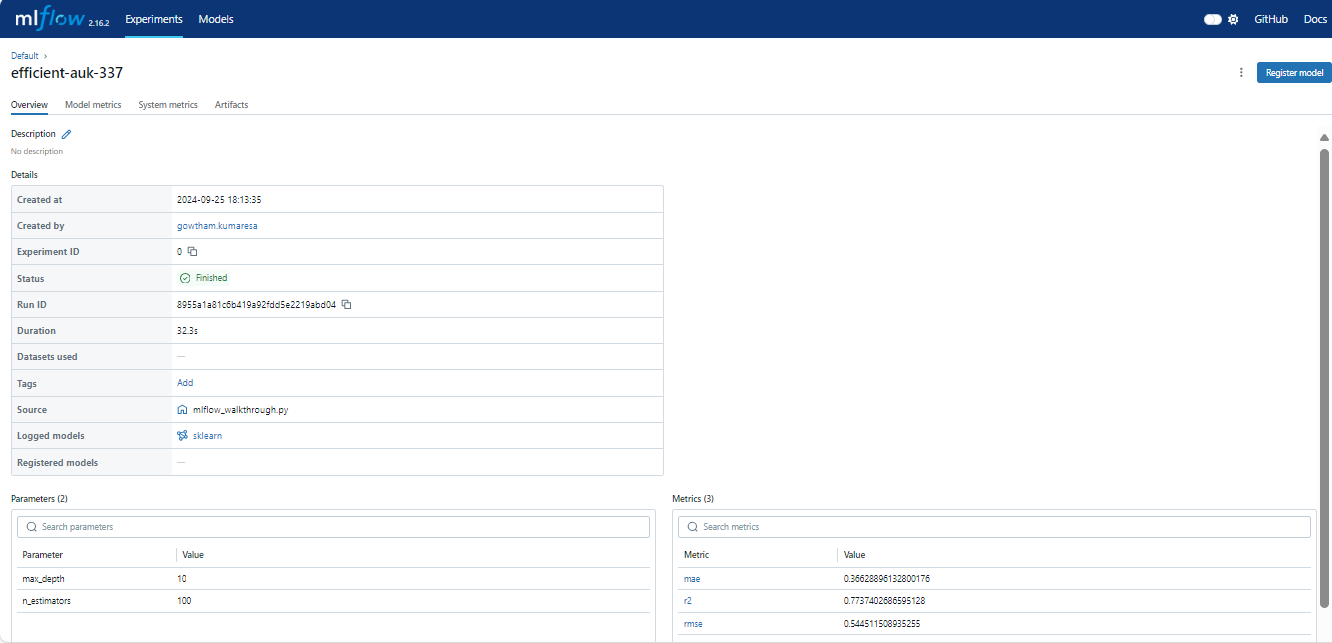 mlflow 2.16.2 Experiments Models GitHub Docs
Default ›
efficient-auk-337
Register model
Overview Model metrics System metrics Artifacts
Description
No description
Details
Created at 2024-09-25 18:13:35
Created by gowtham.kumaresa
Experiment ID 0
Status Finished
Run ID 8955a1a81c6b419a92fdd5e2219abd04
Duration 32.3s
Datasets used —
Tags Add
Source mlflow_walkthrough.py
Logged models sklearn
Registered models —
Parameters (2)
Search parameters
Parameter Value
max_depth 10
n_estimators 100
Metrics (3)
Search metrics
Metric Value
mae 0.36628896132800176
r2 0.7737402686595128
rmse 0.544511508935255